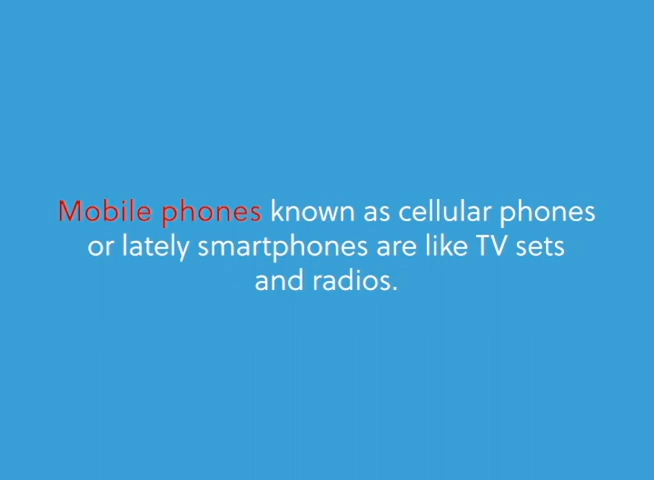 Mobile phones known as cellular phones
or lately smartphones are like TV sets
and radios.